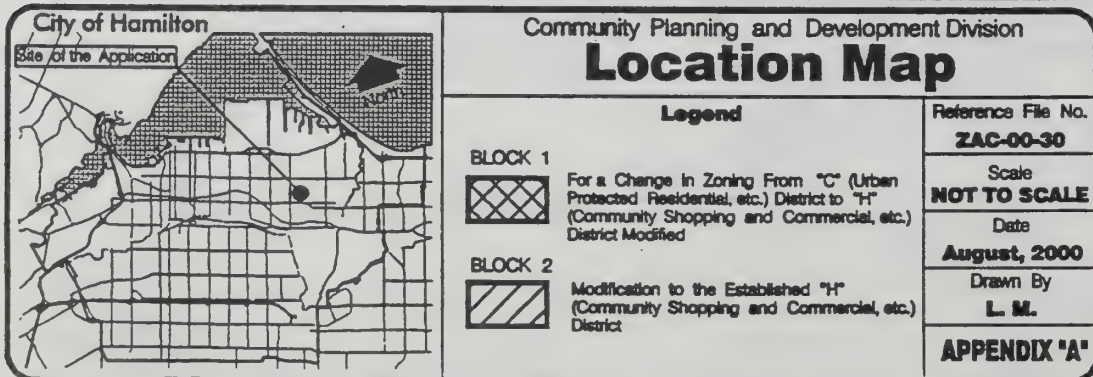 City of Hamilton
Site of the Application
North
Community Planning and Development Division
Location Map
Legend
BLOCK 1
For a Change in Zoning From "C" (Urban
Protected Residential, etc.) District to "H"
(Community Shopping and Commercial, etc.)
District Modified
BLOCK 2
Modification to the Established "H"
(Community Shopping and Commercial, etc.)
District
Reference File No.
ZAC-00-30
Scale
NOT TO SCALE
Date
August, 2000
Drawn By
L. M.
APPENDIX "A"